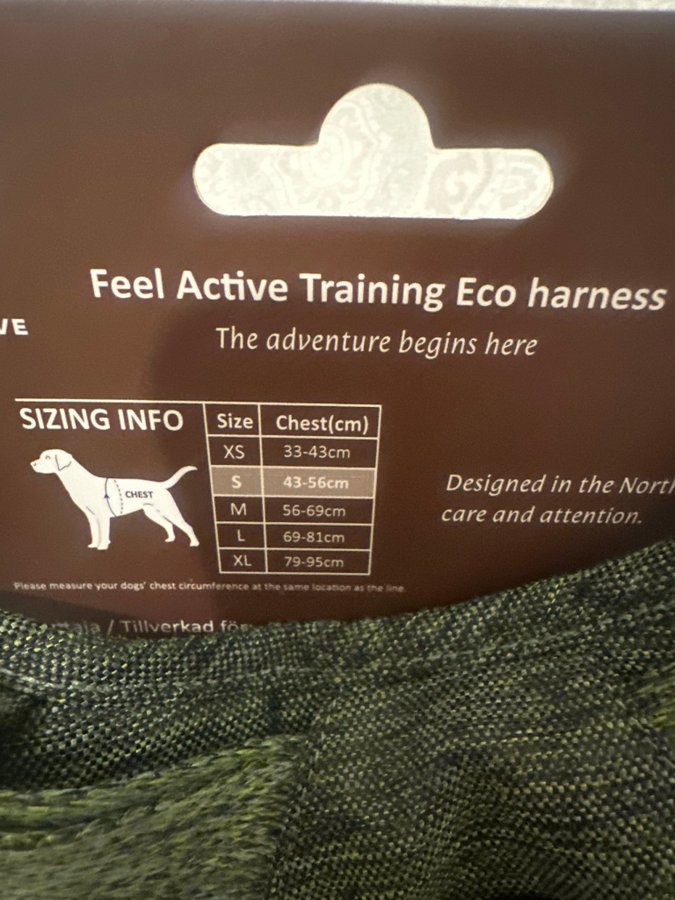 Feel Active Training Eco harness
VE
The adventure begins here
SIZING INFO
Size Chest(cm)
XS 33-43cm
S 43-56cm
M 56-69cm
L 69-81cm
XL 79-95cm
CHEST
Designed in the North
care and attention.
Please measure your dogs' chest circumference at the same location as the line.
/ Tillverkad för